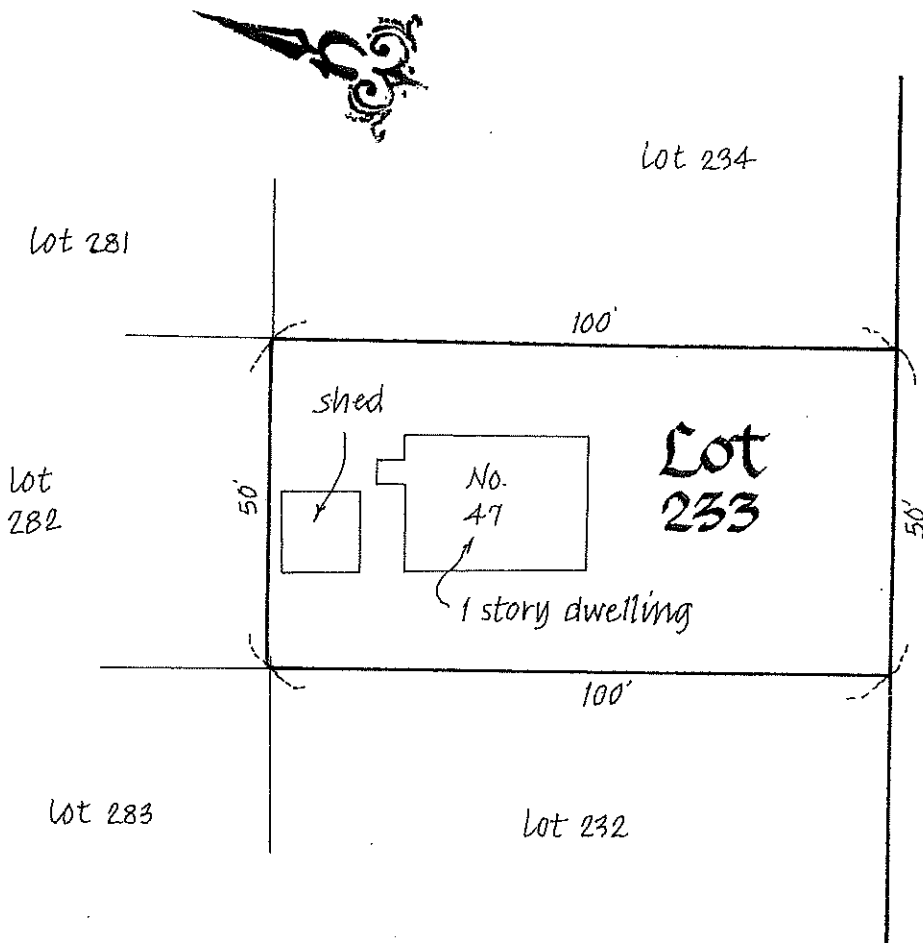 lot 234
lot 281
100'
shed
Lot
233
No.
47
lot
282
50'
50'
1 story dwelling
100'
lot 283
lot 232